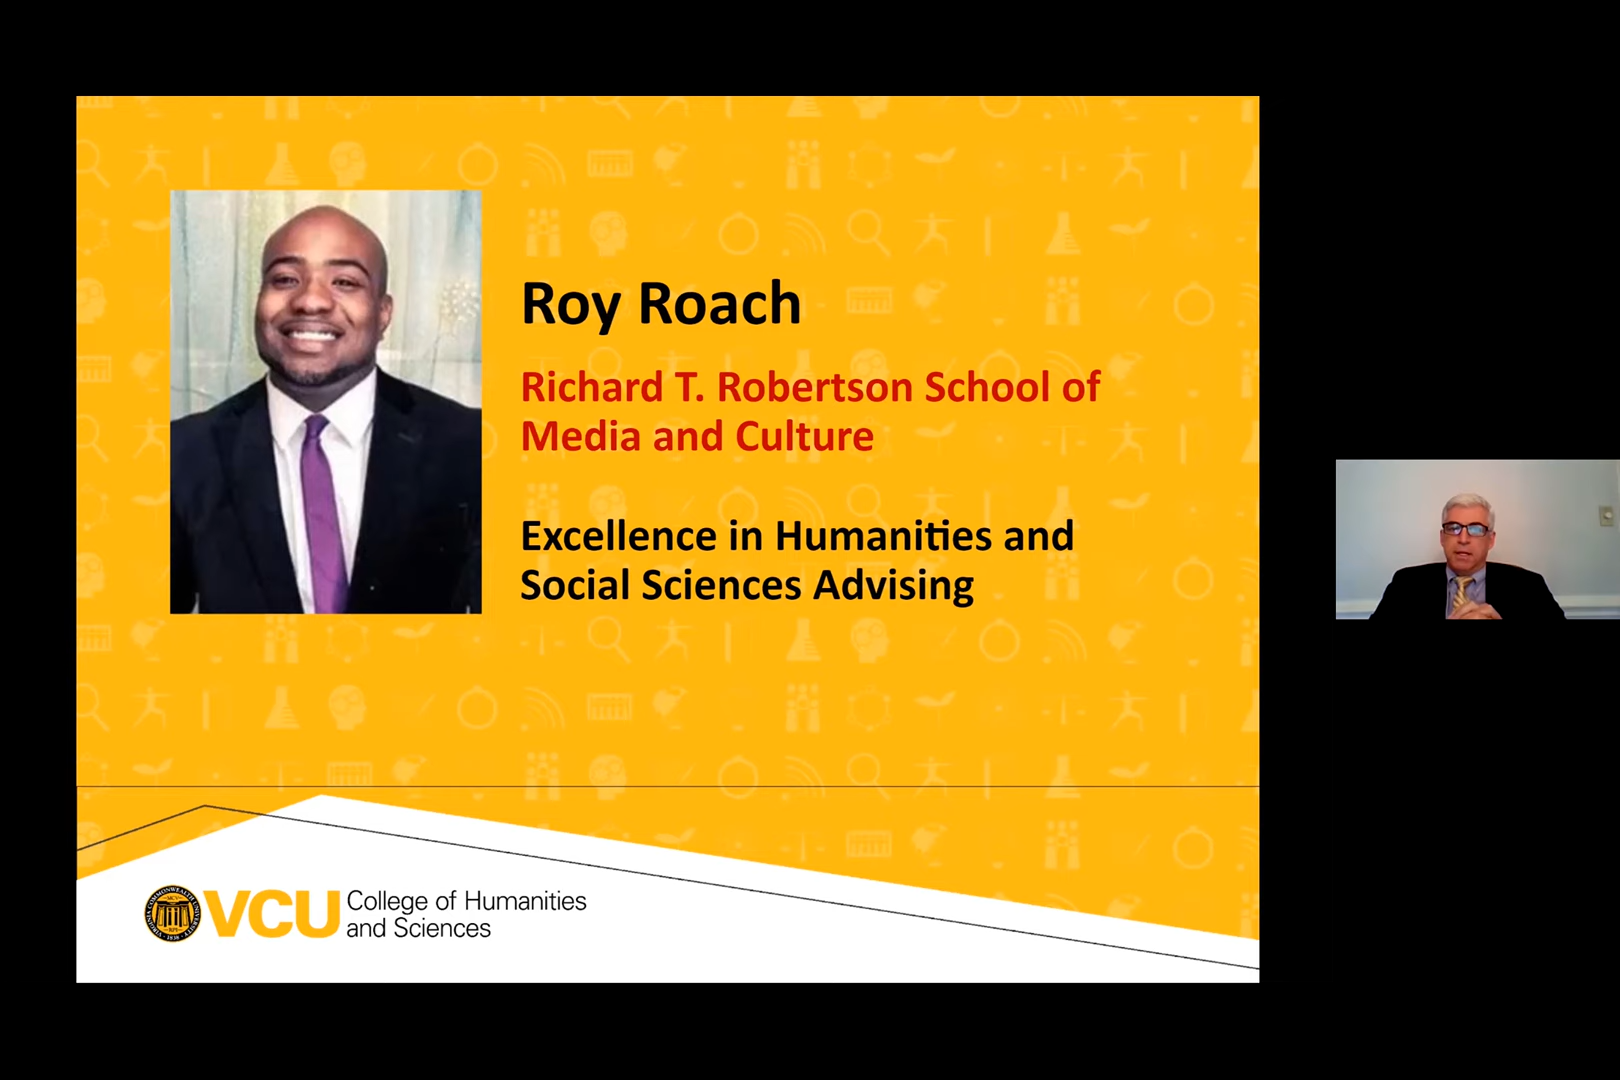 Roy Roach
Richard T. Robertson School of
Media and Culture
Excellence in Humanities and
Social Sciences Advising
VCU College of Humanities
and Sciences